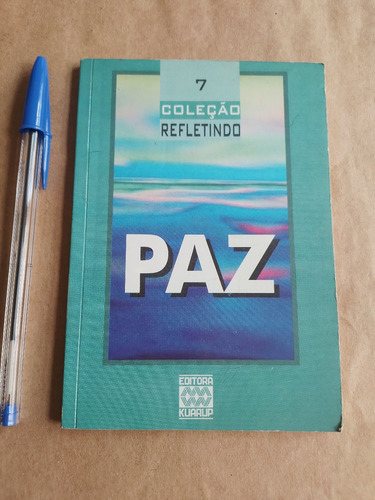 7
COLEÇÃO
REFLETINDO
PAZ
EDITORA
KUARUP